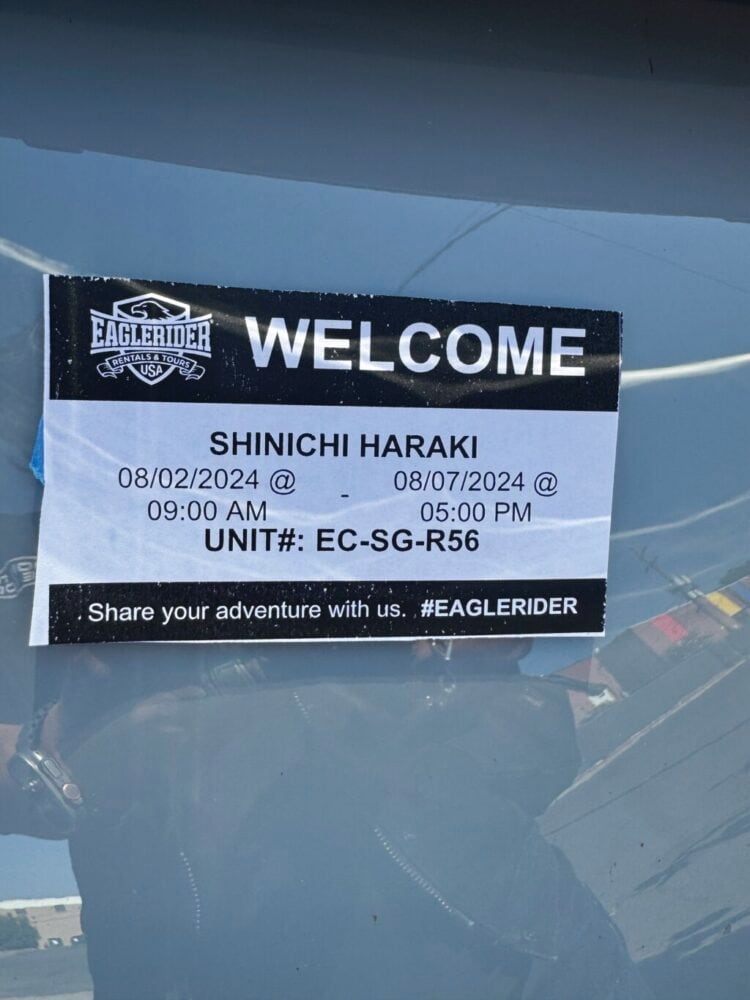 EAGLERIDER
RENTALS & TOURS
USA
WELCOME
SHINICHI HARAKI
08/02/2024 @ - 08/07/2024 @
09:00 AM 05:00 PM
UNIT#: EC-SG-R56
Share your adventure with us. #EAGLERIDER